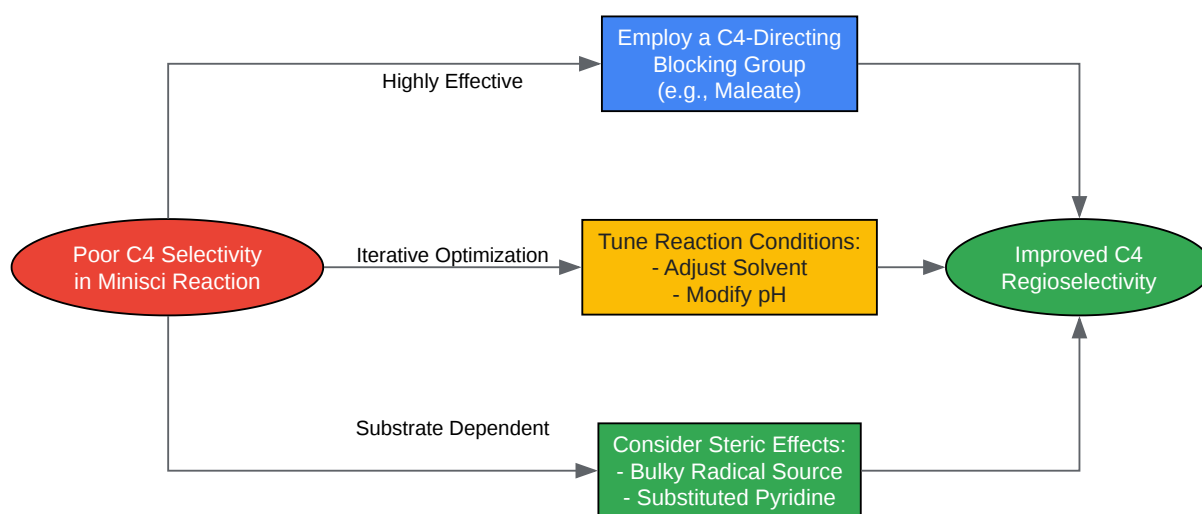 Employ a C4-Directing
Blocking Group
(e.g., Maleate)
Highly Effective
Poor C4 Selectivity
in Minisci Reaction
Iterative Optimization
Tune Reaction Conditions:
- Adjust Solvent
- Modify pH
Improved C4
Regioselectivity
Substrate Dependent
Consider Steric Effects:
- Bulky Radical Source
- Substituted Pyridine